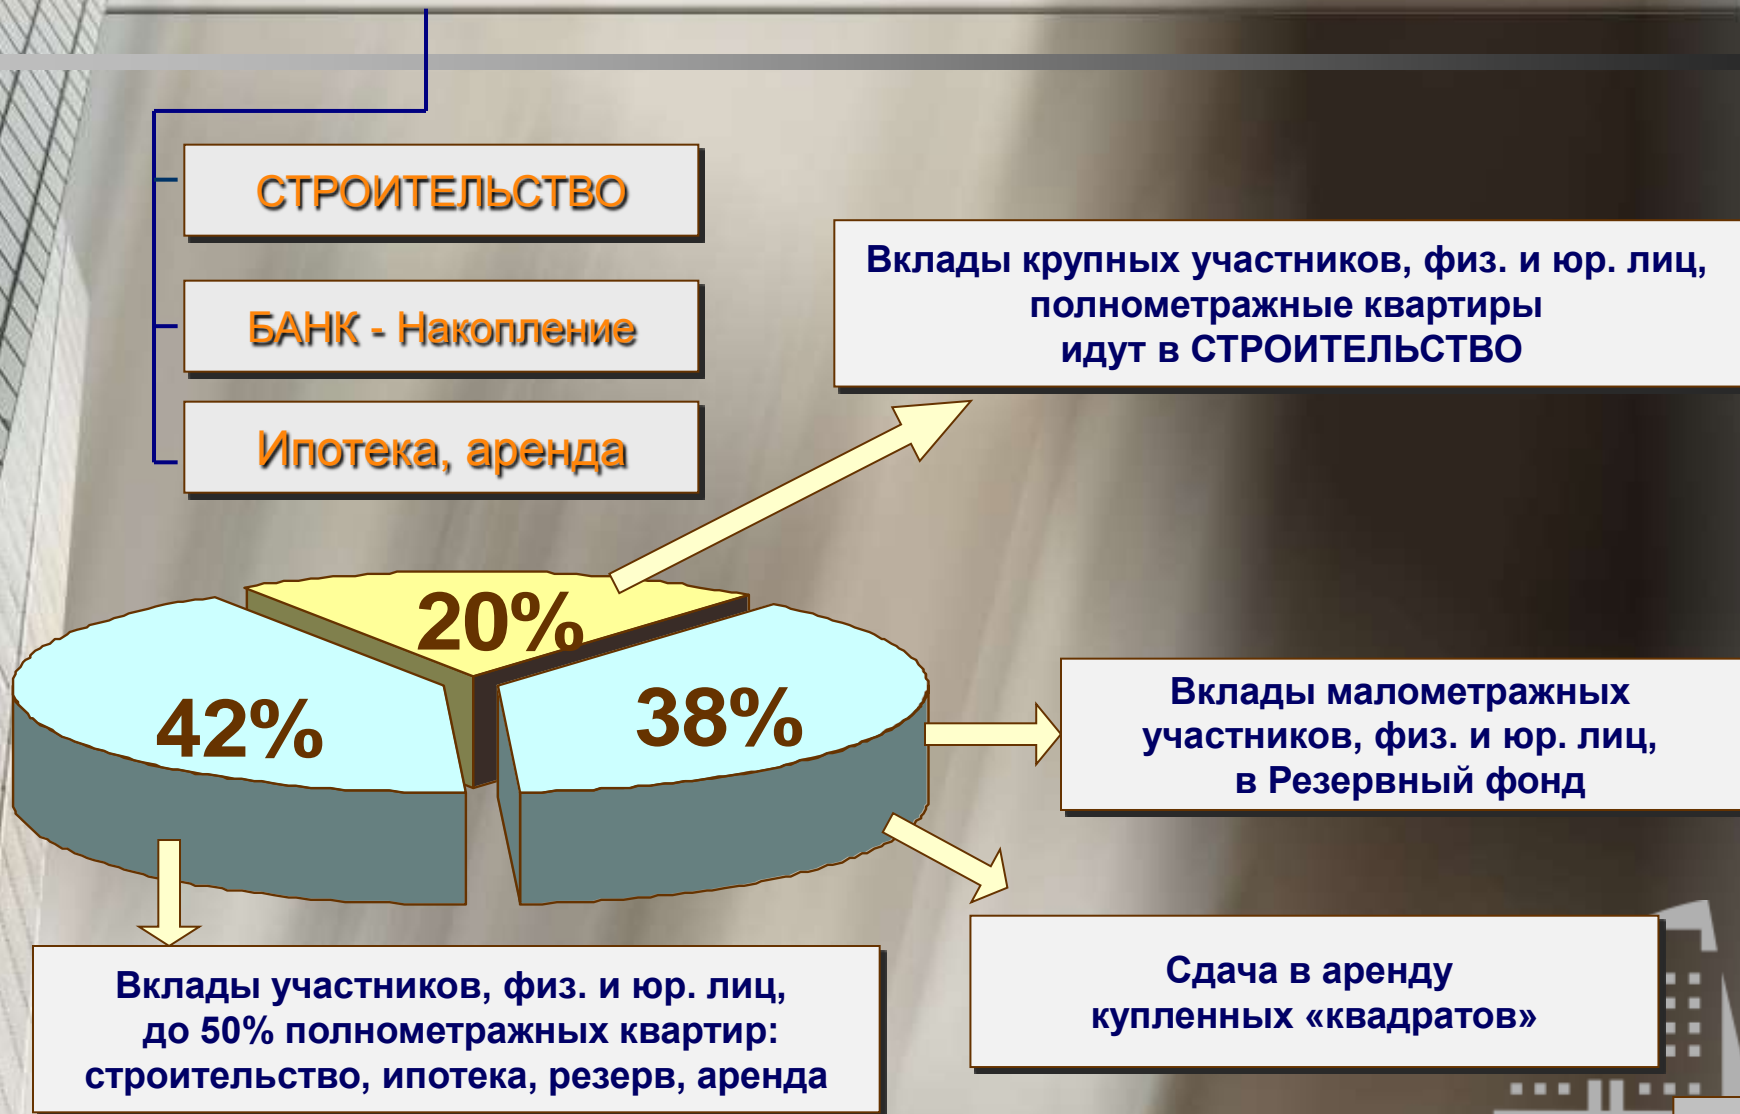 СТРОИТЕЛЬСТВО
БАНК - Накопление
Ипотека, аренда
Вклады крупных участников, физ. и юр. лиц,
полнометражные квартиры
идут в СТРОИТЕЛЬСТВО
20%
42%
38%
Вклады малометражных
участников, физ. и юр. лиц,
в Резервный фонд
Сдача в аренду
купленных «квадратов»
Вклады участников, физ. и юр. лиц,
до 50% полнометражных квартир:
строительство, ипотека, резерв, аренда